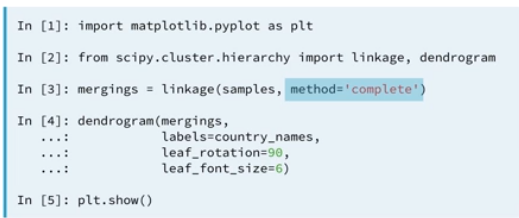 In [1]: import matplotlib.pyplot as plt
In [2]: from scipy.cluster.hierarchy import linkage, dendrogram
In [3]: mergings = linkage(samples, method='complete')
In [4]: dendrogram(mergings,
   ...:            labels=country_names,
   ...:            leaf_rotation=90,
   ...:            leaf_font_size=6)
In [5]: plt.show()